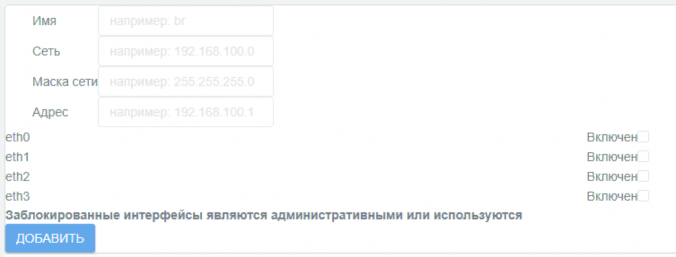 Имя например: br
Сеть например: 192.168.100.0
Маска сети например: 255.255.255.0
Адрес например: 192.168.100.1
eth0 Включен
eth1 Включен
eth2 Включен
eth3 Включен
Заблокированные интерфейсы являются административными или используются
ДОБАВИТЬ